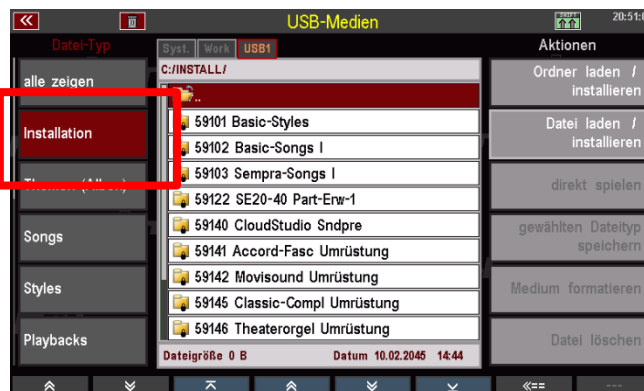 USB-Medien
20:51:0
Datei-Typ
Syst. Work USB1
Aktionen
alle zeigen
C:/INSTALL/
Ordner laden /
installieren
..
Installation
59101 Basic-Styles
Datei laden /
installieren
59102 Basic-Songs I
59103 Sempra-Songs I
Themen (Alben)
59122 SE20-40 Part-Erw-1
direkt spielen
59140 CloudStudio Sndpre
Songs
59141 Accord-Fasc Umrüstung
gewählten Dateityp
speichern
59142 Movisound Umrüstung
Styles
59145 Classic-Compl Umrüstung
Medium formatieren
59146 Theaterorgel Umrüstung
Playbacks
Dateigröße 0 B
Datum 10.02.2045 14:44
Datei löschen
«==
---